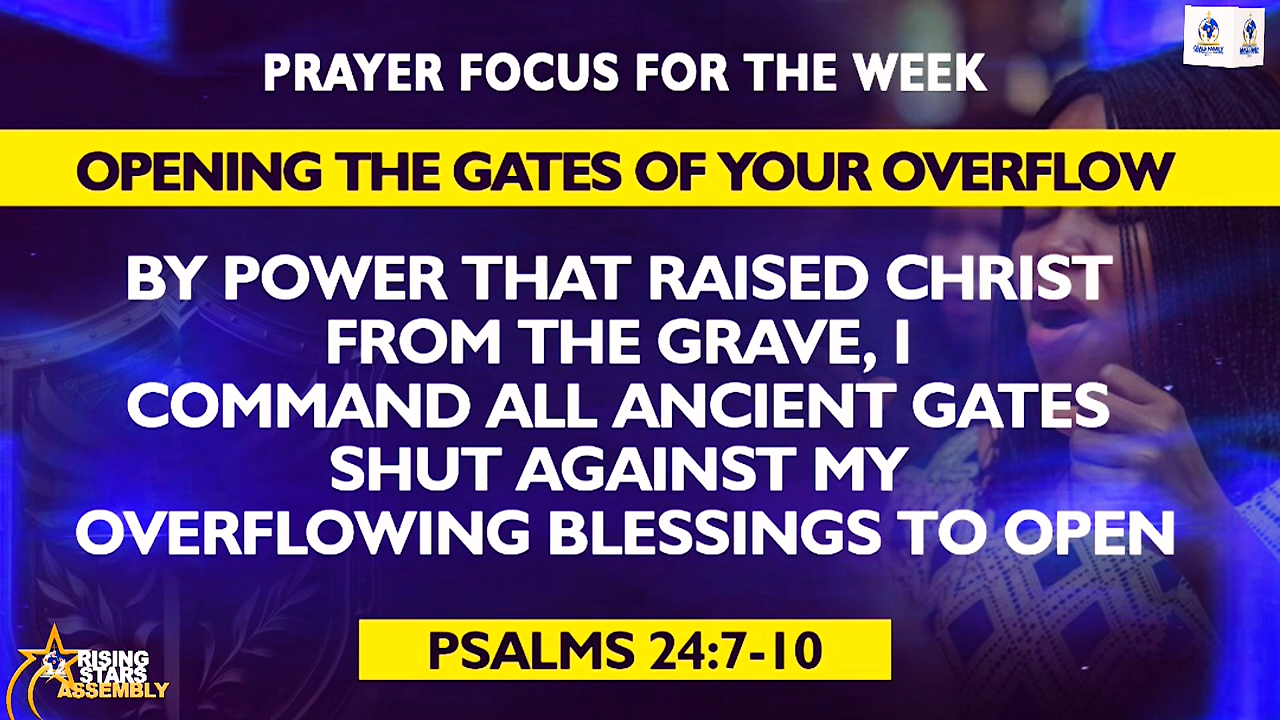 PRAYER FOCUS FOR THE WEEK
OPENING THE GATES OF YOUR OVERFLOW
BY POWER THAT RAISED CHRIST
FROM THE GRAVE, I
COMMAND ALL ANCIENT GATES
SHUT AGAINST MY
OVERFLOWING BLESSINGS TO OPEN
PSALMS 24:7-10
RISING
STARS
ASSEMBLY